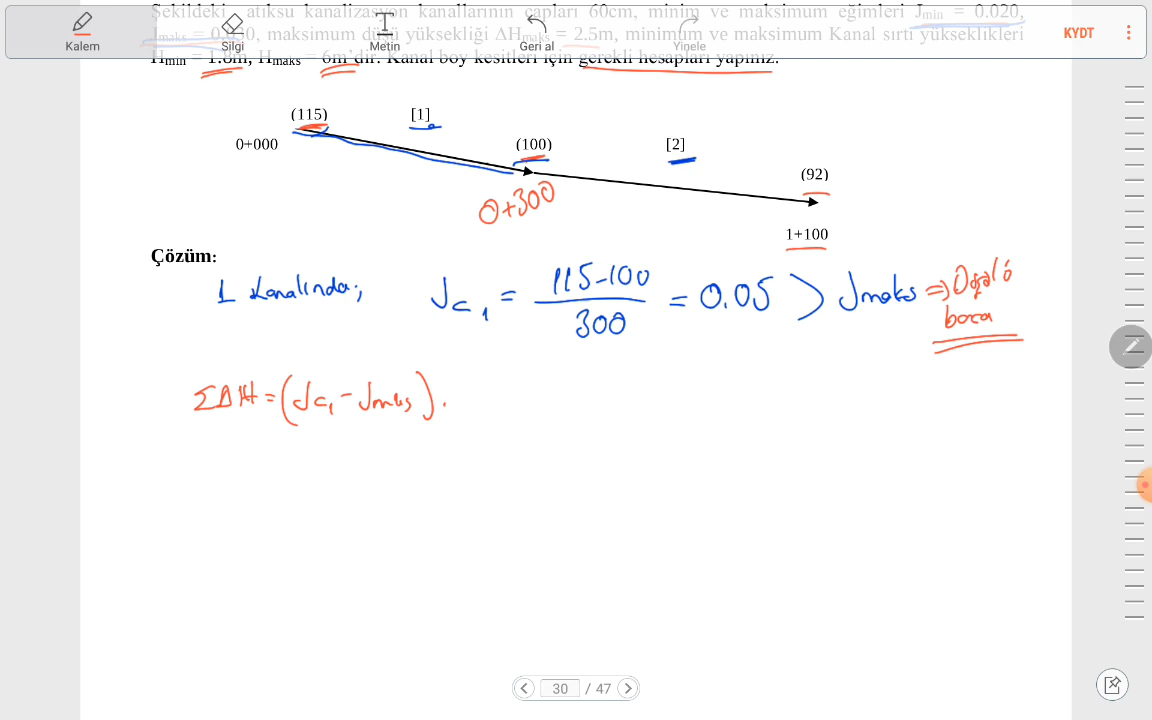 Şekildeki, atıksu kanalizasyon kanallarının çapları 60cm, minim ve maksimum eğimleri Jmin = 0.020,
maksimum düşü yüksekliği ΔHmaks = 2.5m, minimum ve maksimum Kanal sırtı yükseklikleri
Hmin = 1.8m, Hmaks = 6m'dir. Kanal boy kesitleri için gerekli hesapları yapınız.
Kalem
Silgi
Metin
Geri al
Yinele
KYDT
(115) [1]
0+000 (100) [2]
(92)
0+300
1+100
Çözüm:
1 kanalında;
Jc1 = 115-100 / 300 = 0.05 > Jmaks =>
baca
ΣΔH = (Jc1 - Jmaks).
30 / 47